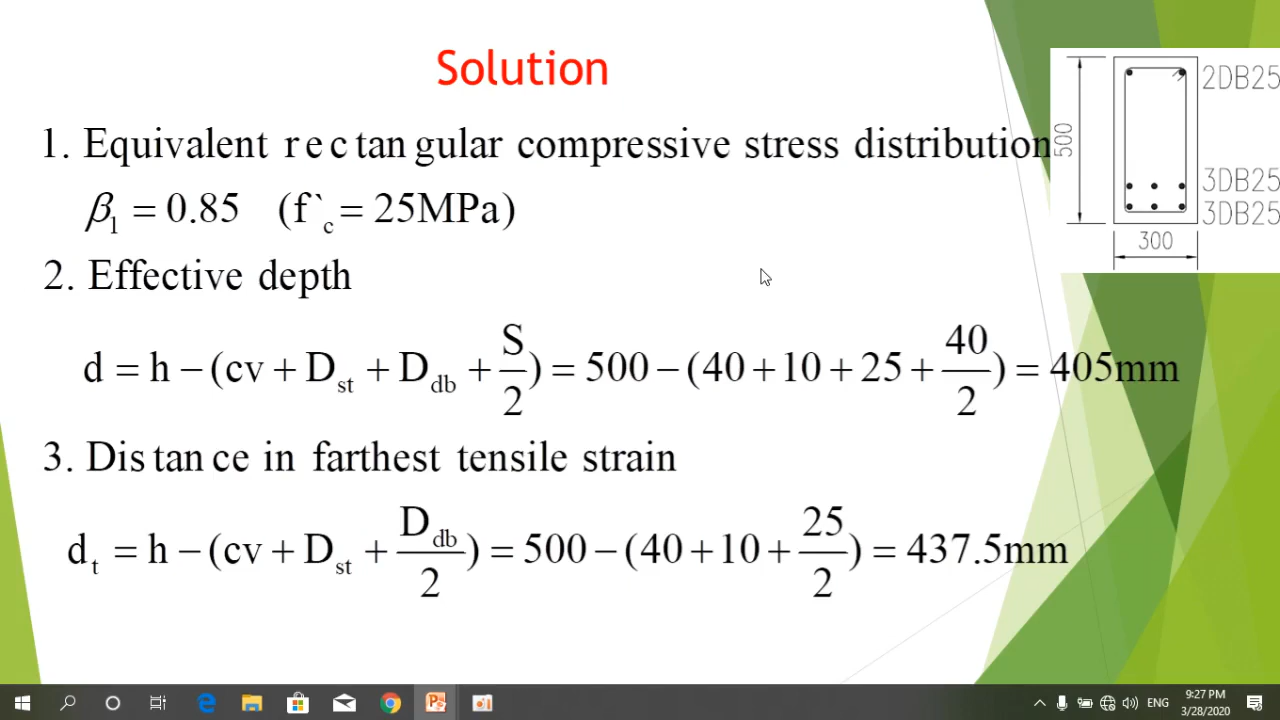 Solution
1. Equivalent rectangular compressive stress distribution
β₁ = 0.85 (f`c = 25MPa)
2. Effective depth
d = h − (cv + Dst + Ddb + S/2) = 500 − (40 + 10 + 25 + 40/2) = 405mm
3. Distance in farthest tensile strain
dt = h − (cv + Dst + Ddb/2) = 500 − (40 + 10 + 25/2) = 437.5mm
2DB25
500
3DB25
3DB25
300
ENG
9:27 PM
3/28/2020